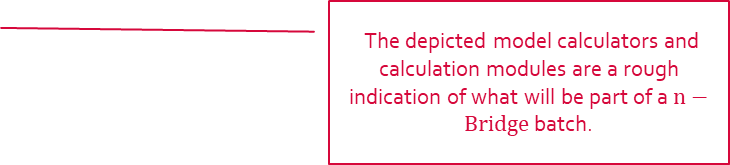 The depicted model calculators and
calculation modules are a rough
indication of what will be part of a n –
Bridge batch.